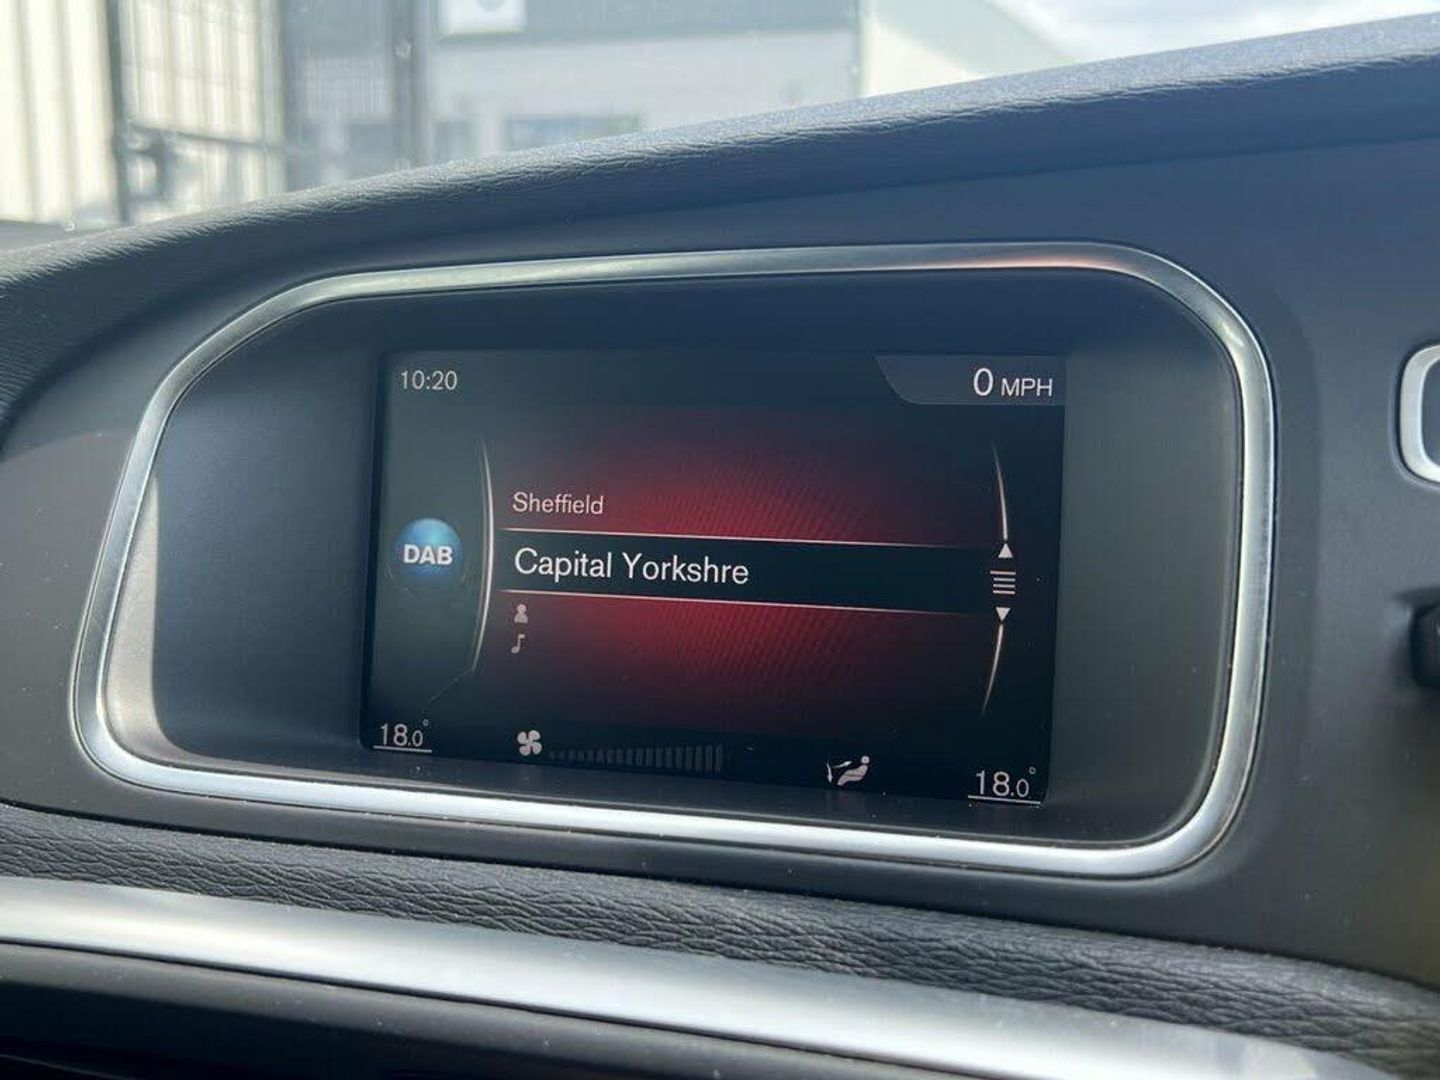 10:20
0 MPH
Sheffield
DAB
Capital Yorkshre
18.0°
18.0°